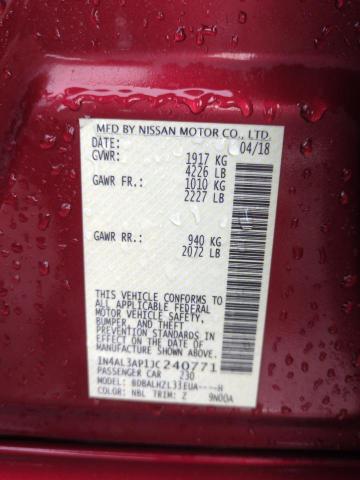 MFD BY NISSAN MOTOR CO., LTD.
DATE: 04/18
GVWR: 1917 KG
4226 LB
GAWR FR.: 1010 KG
2227 LB
GAWR RR.: 940 KG
2072 LB
THIS VEHICLE CONFORMS TO
ALL APPLICABLE FEDERAL
MOTOR VEHICLE SAFETY,
BUMPER, AND THEFT
PREVENTION STANDARDS IN
EFFECT ON THE DATE OF
MANUFACTURE SHOWN ABOVE.
1N4AL3AP1JC240771
PASSENGER CAR 230
MODEL: BDBALHZL33EUA----H
COLOR: NBL TRIM: Z 9N00A